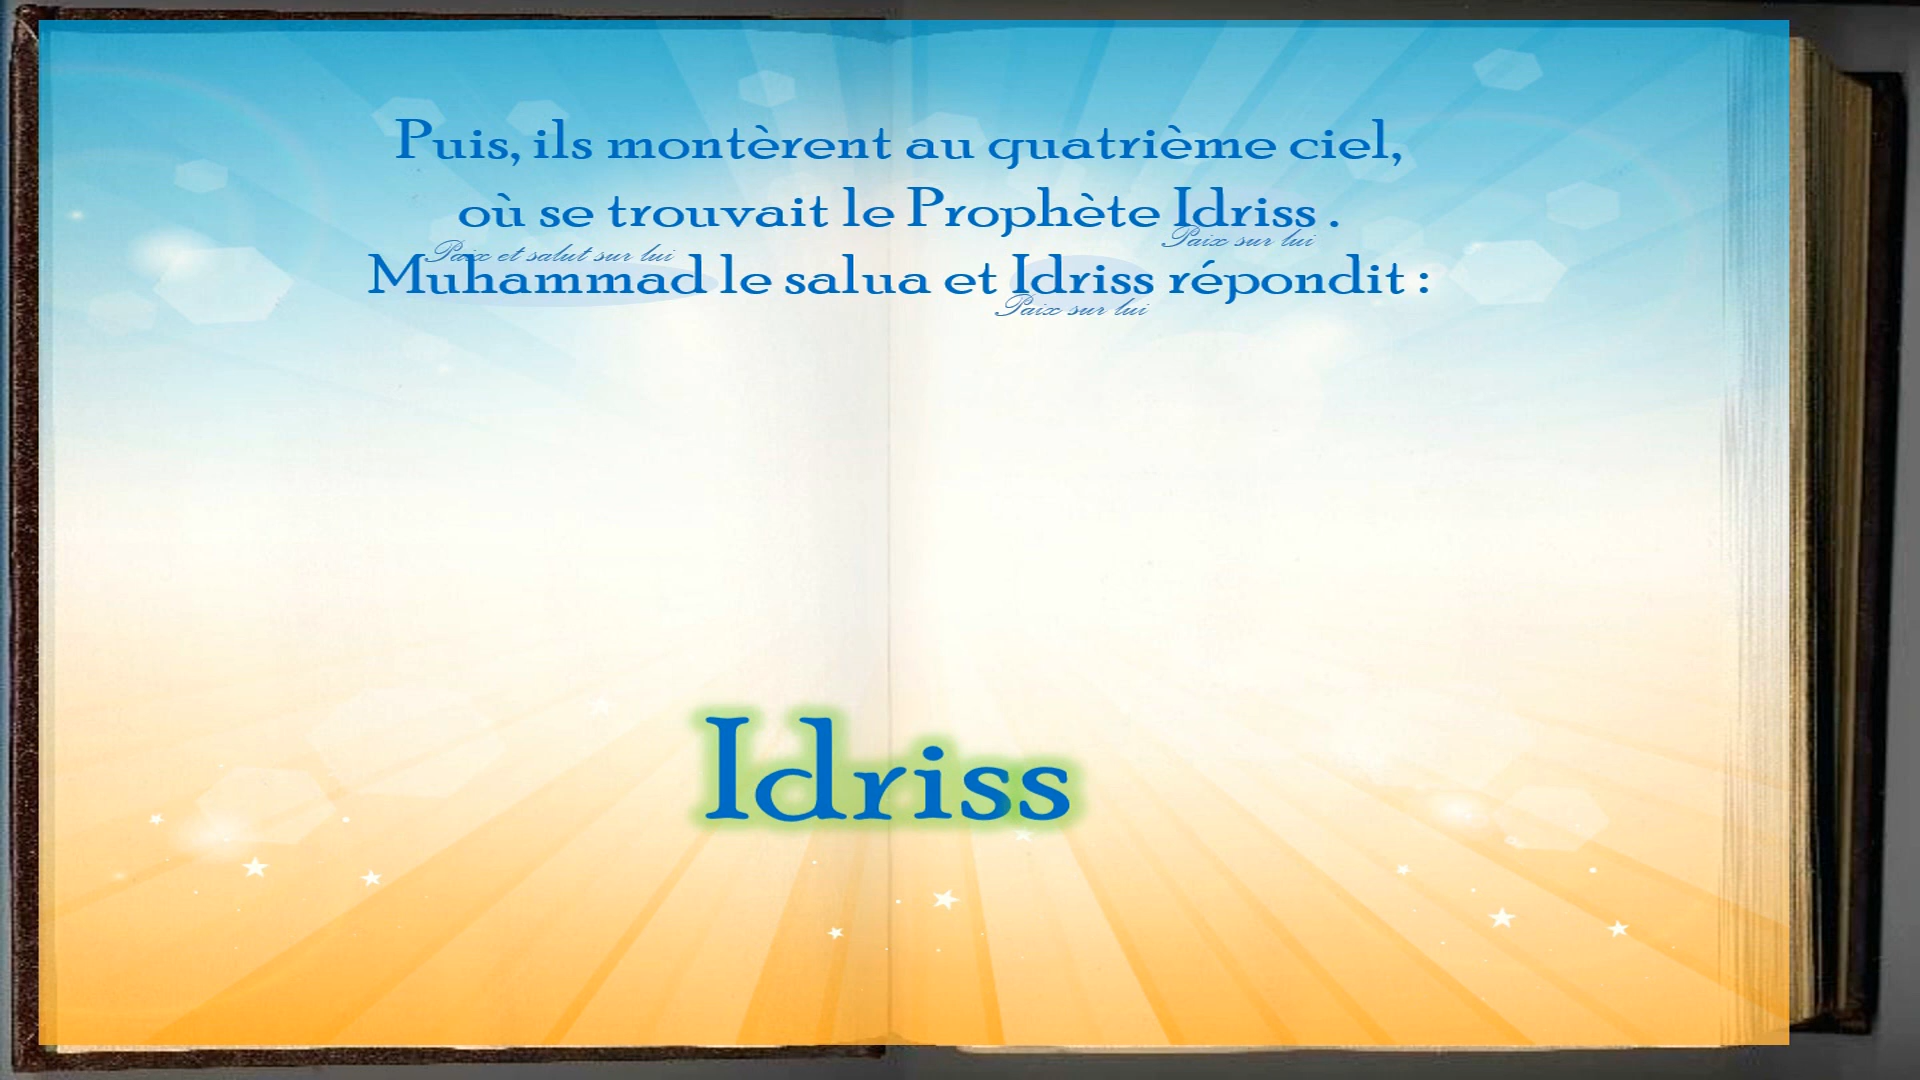 Puis, ils montèrent au quatrième ciel,
où se trouvait le Prophète Idriss .
Paix sur lui
Paix et salut sur lui
Muhammad le salua et Idriss répondit :
Paix sur lui
Idriss